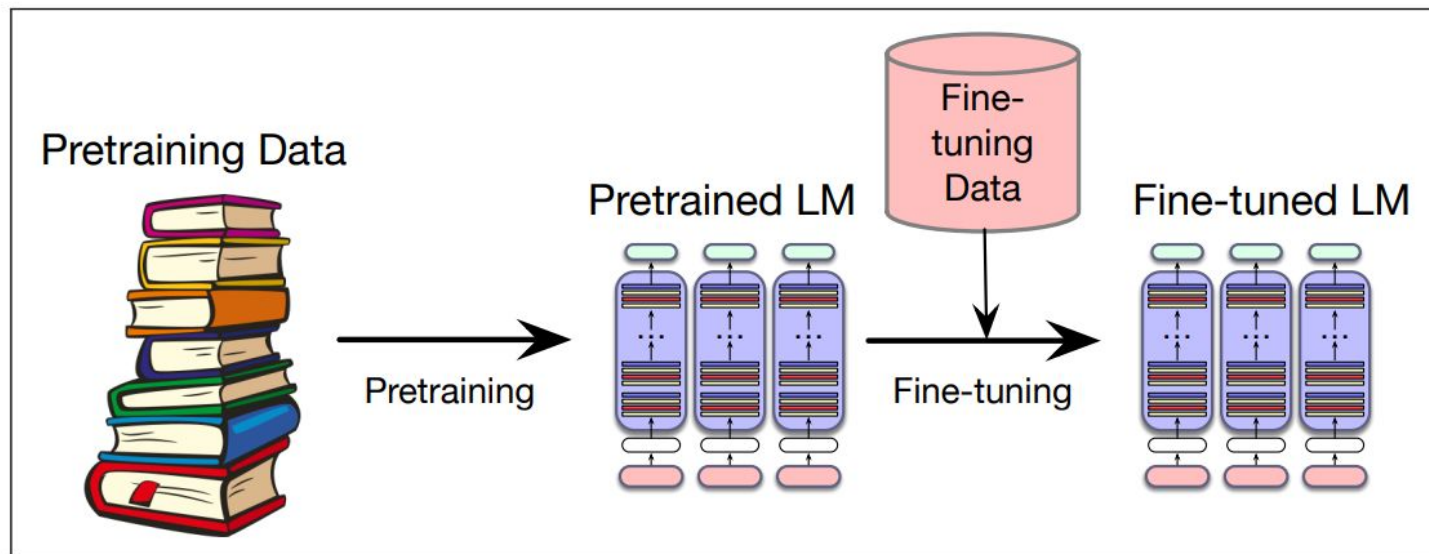 Pretraining Data
Pretraining
Pretrained LM
Fine-
tuning
Data
Fine-tuning
Fine-tuned LM